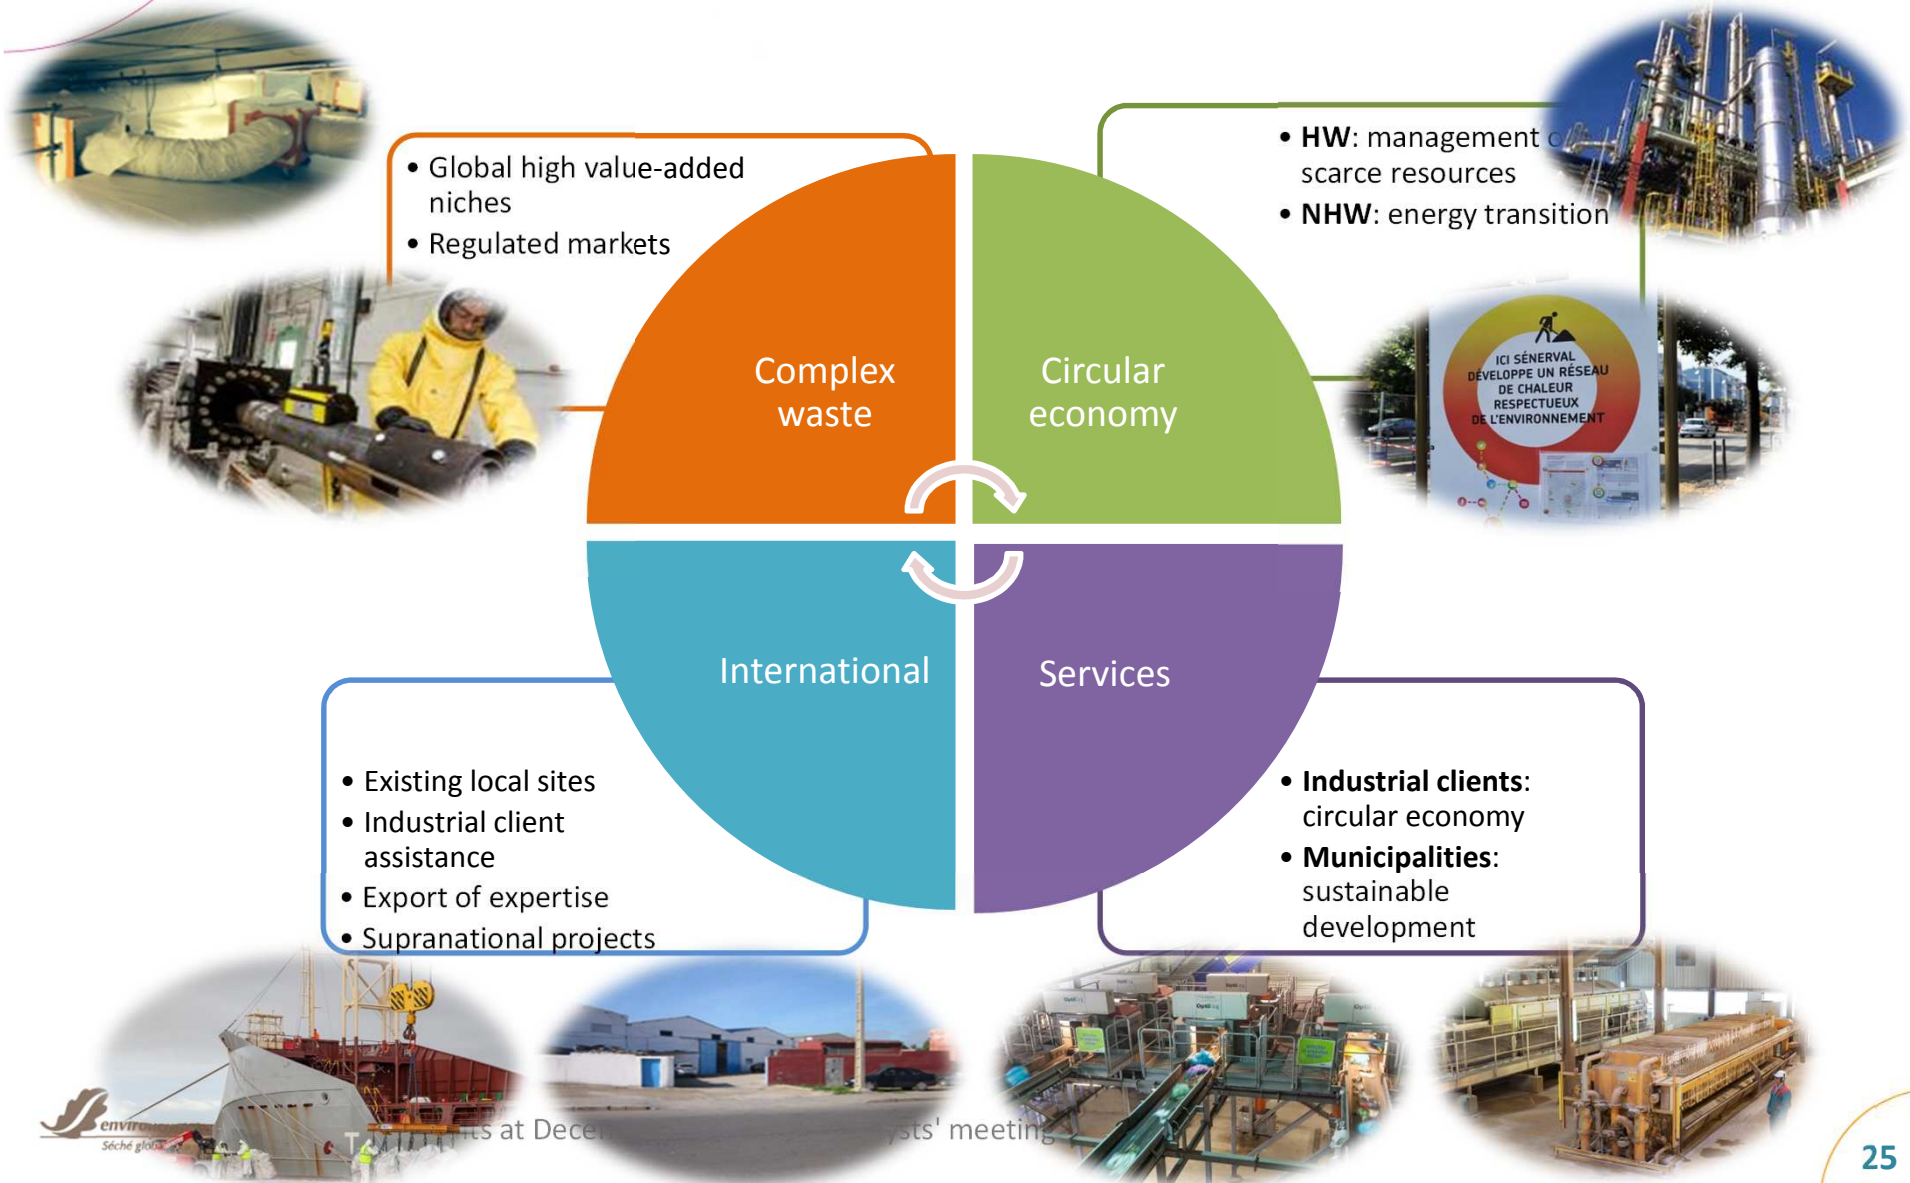 • Global high value-added
niches
• Regulated markets
• HW: management
scarce resources
• NHW: energy transition
Complex
waste
Circular
economy
ICI SÉNERVAL
DÉVELOPPE UN RÉSEAU
DE CHALEUR
RESPECTUEUX
DE L'ENVIRONNEMENT
International
Services
• Existing local sites
• Industrial client
assistance
• Export of expertise
• Supranational projects
• Industrial clients:
circular economy
• Municipalities:
sustainable
development
Séché
at
meeting
25